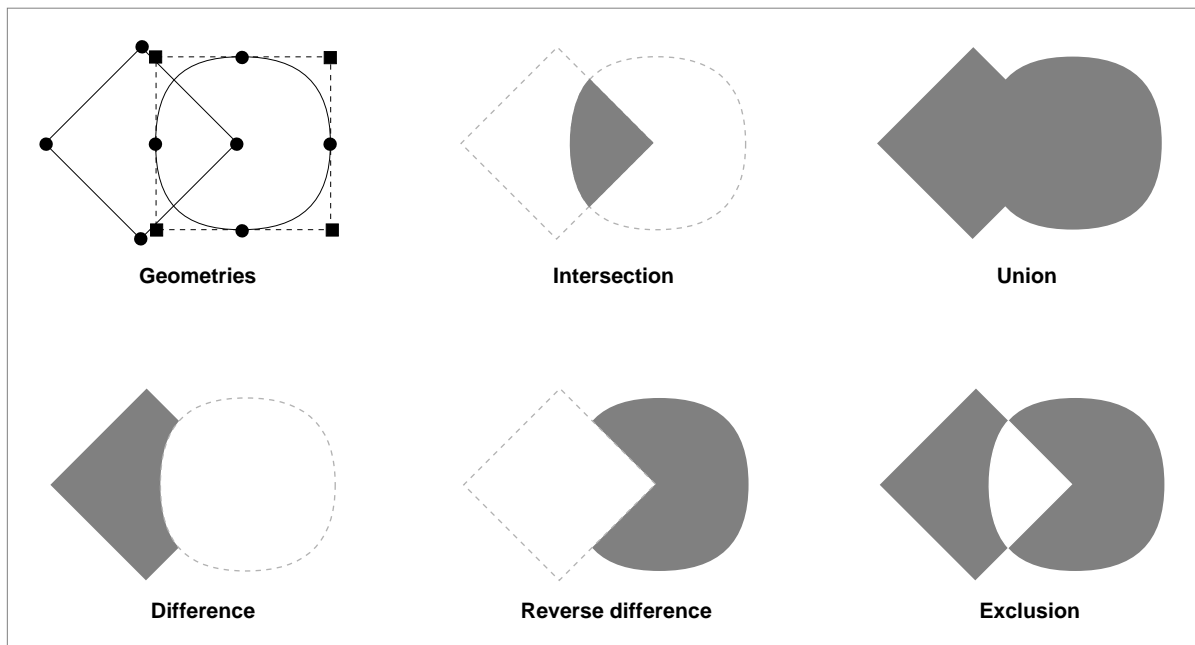 Geometries
Intersection
Union
Difference
Reverse difference
Exclusion